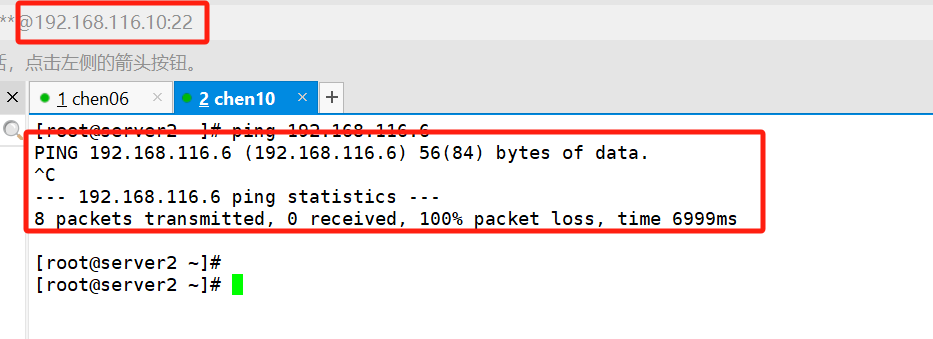 **@192.168.116.10:22
话，点击左侧的箭头按钮。
1 chen06
2 chen10
[root@server2 ~]# ping 192.168.116.6
PING 192.168.116.6 (192.168.116.6) 56(84) bytes of data.
^C
--- 192.168.116.6 ping statistics ---
8 packets transmitted, 0 received, 100% packet loss, time 6999ms
[root@server2 ~]#
[root@server2 ~]#